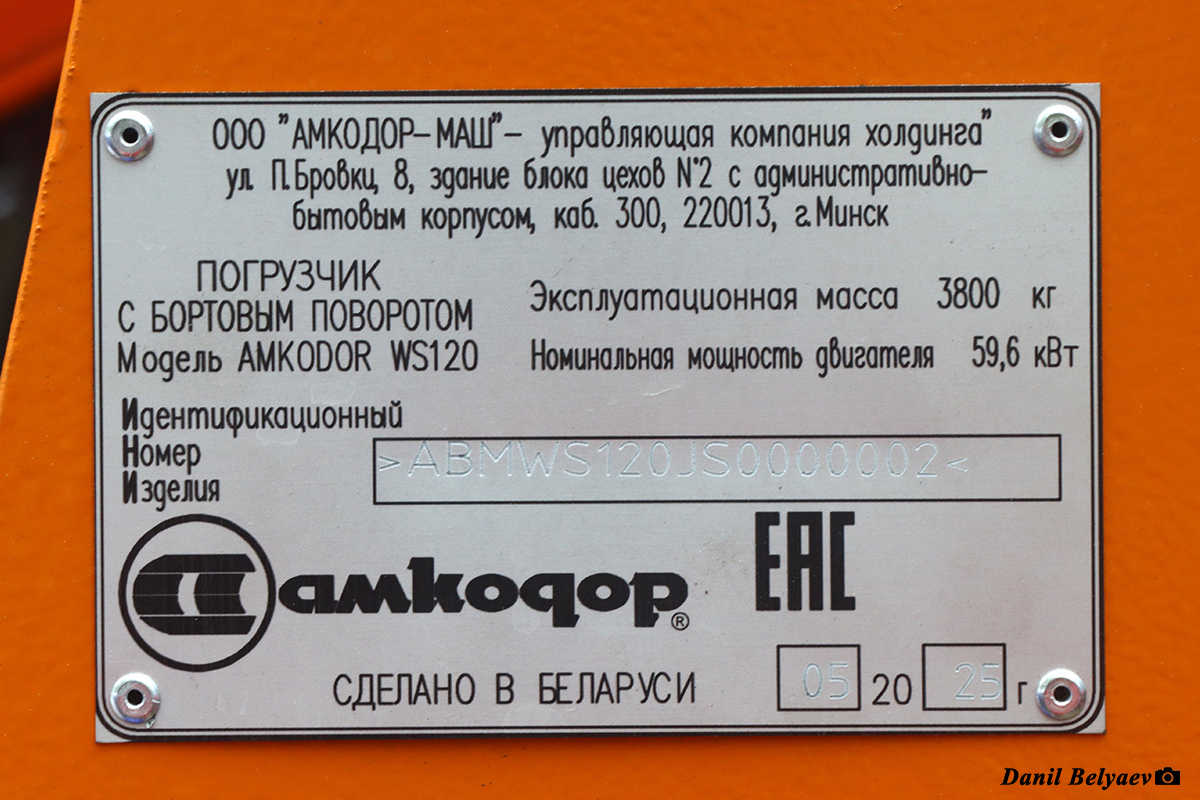 ООО "АМКОДОР-МАШ"- управляющая компания холдинга"
ул. П.Бровки, 8, здание блока цехов №2 с административно-
бытовым корпусом, каб. 300, 220013, г.Минск
ПОГРУЗЧИК
С БОРТОВЫМ ПОВОРОТОМ
Модель AMKODOR WS120
Эксплуатационная масса 3800 кг
Номинальная мощность двигателя 59,6 кВт
Идентификационный
Номер
Изделия
>ABMWS120JS0000002<
амкодор®
EAC
СДЕЛАНО В БЕЛАРУСИ 05 20 25 г
Danil Belyaev